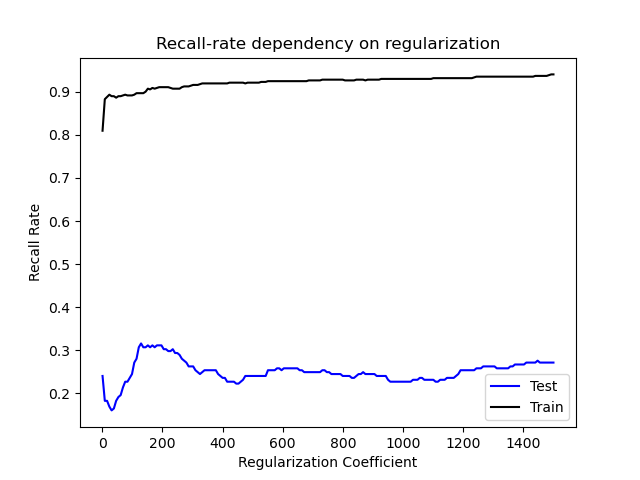 Recall-rate dependency on regularization
Recall Rate
0.9
0.8
0.7
0.6
0.5
0.4
0.3
0.2
0 200 400 600 800 1000 1200 1400
Regularization Coefficient
Test
Train